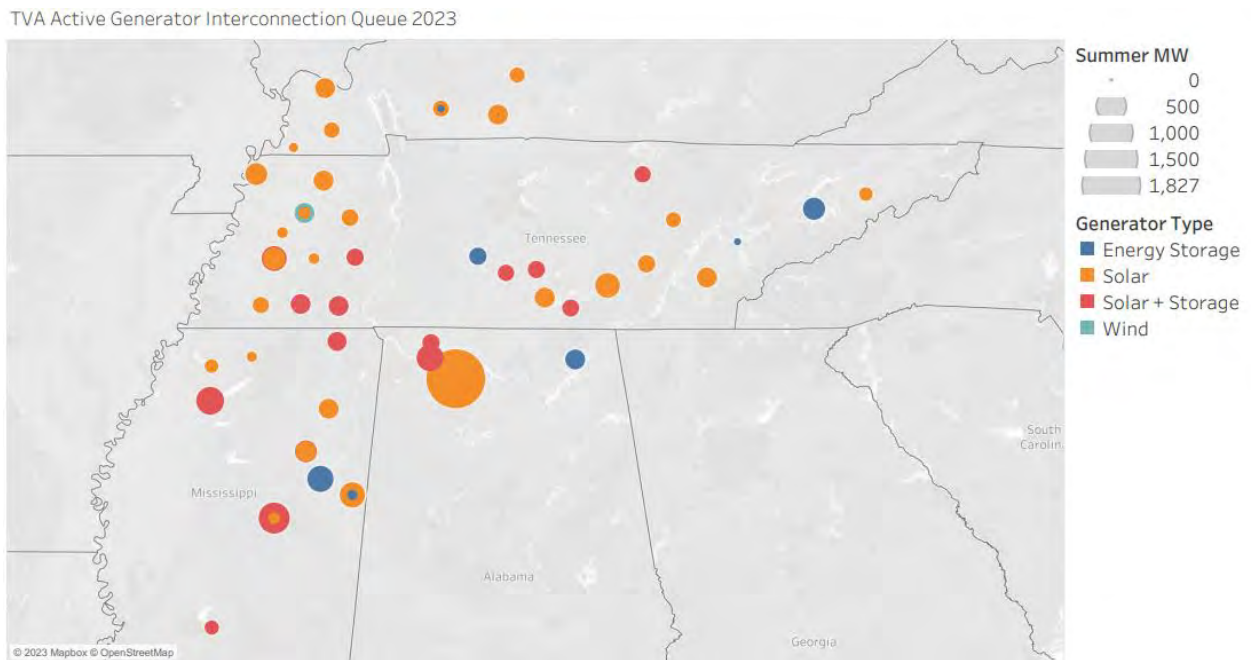 TVA Active Generator Interconnection Queue 2023
Summer MW
0
500
1,000
1,500
1,827
Generator Type
Energy Storage
Solar
Solar + Storage
Wind
Tennessee
South
Carolin
Mississippi
Alabama
Georgia
© 2023 Mapbox © OpenStreetMap